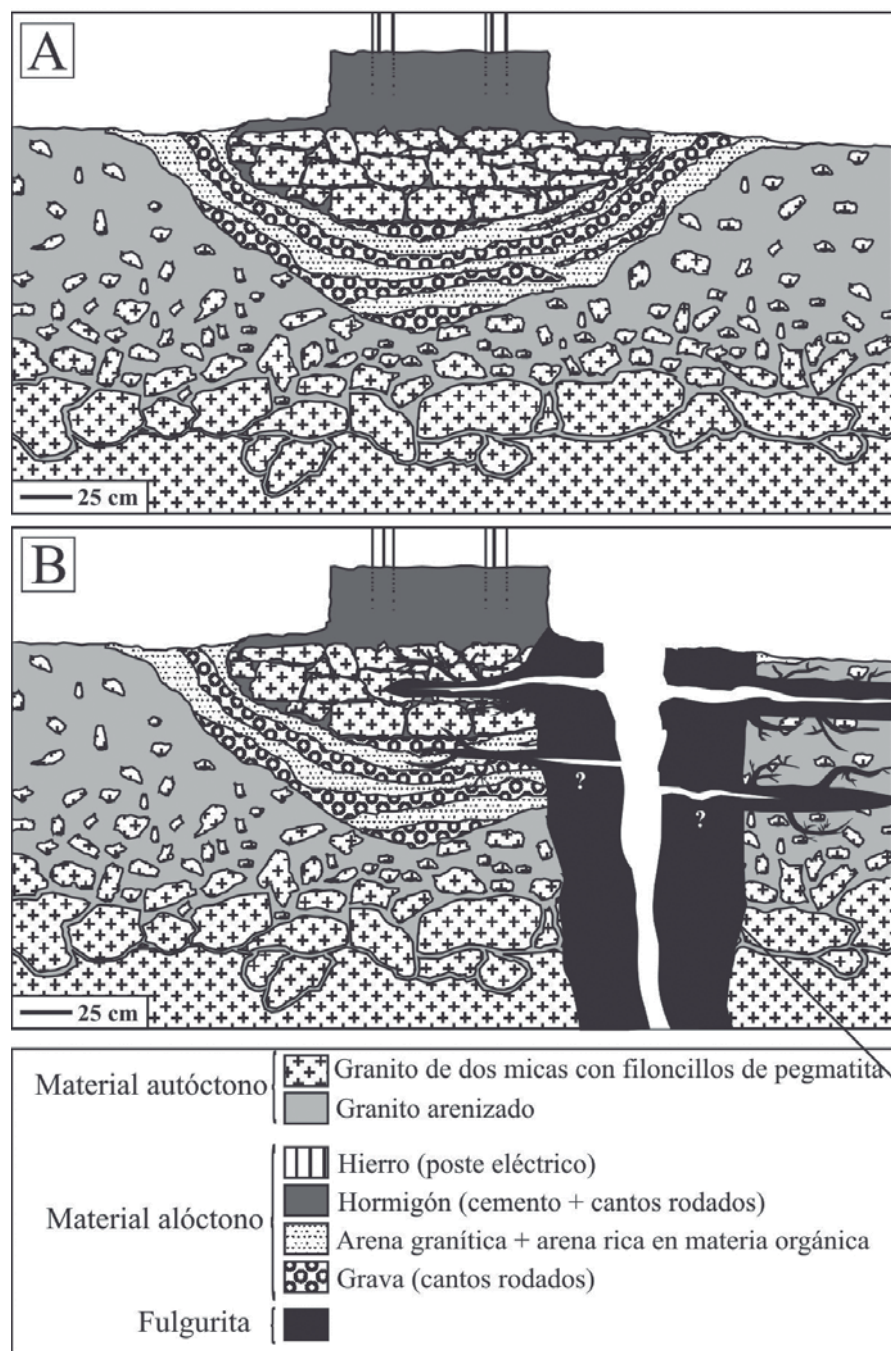 A
25 cm
B
?
?
25 cm
Material autóctono
Granito de dos micas con filoncillos de pegmatita
Granito arenizado
Material alóctono
Hierro (poste eléctrico)
Hormigón (cemento + cantos rodados)
Arena granítica + arena rica en materia orgánica
Grava (cantos rodados)
Fulgurita